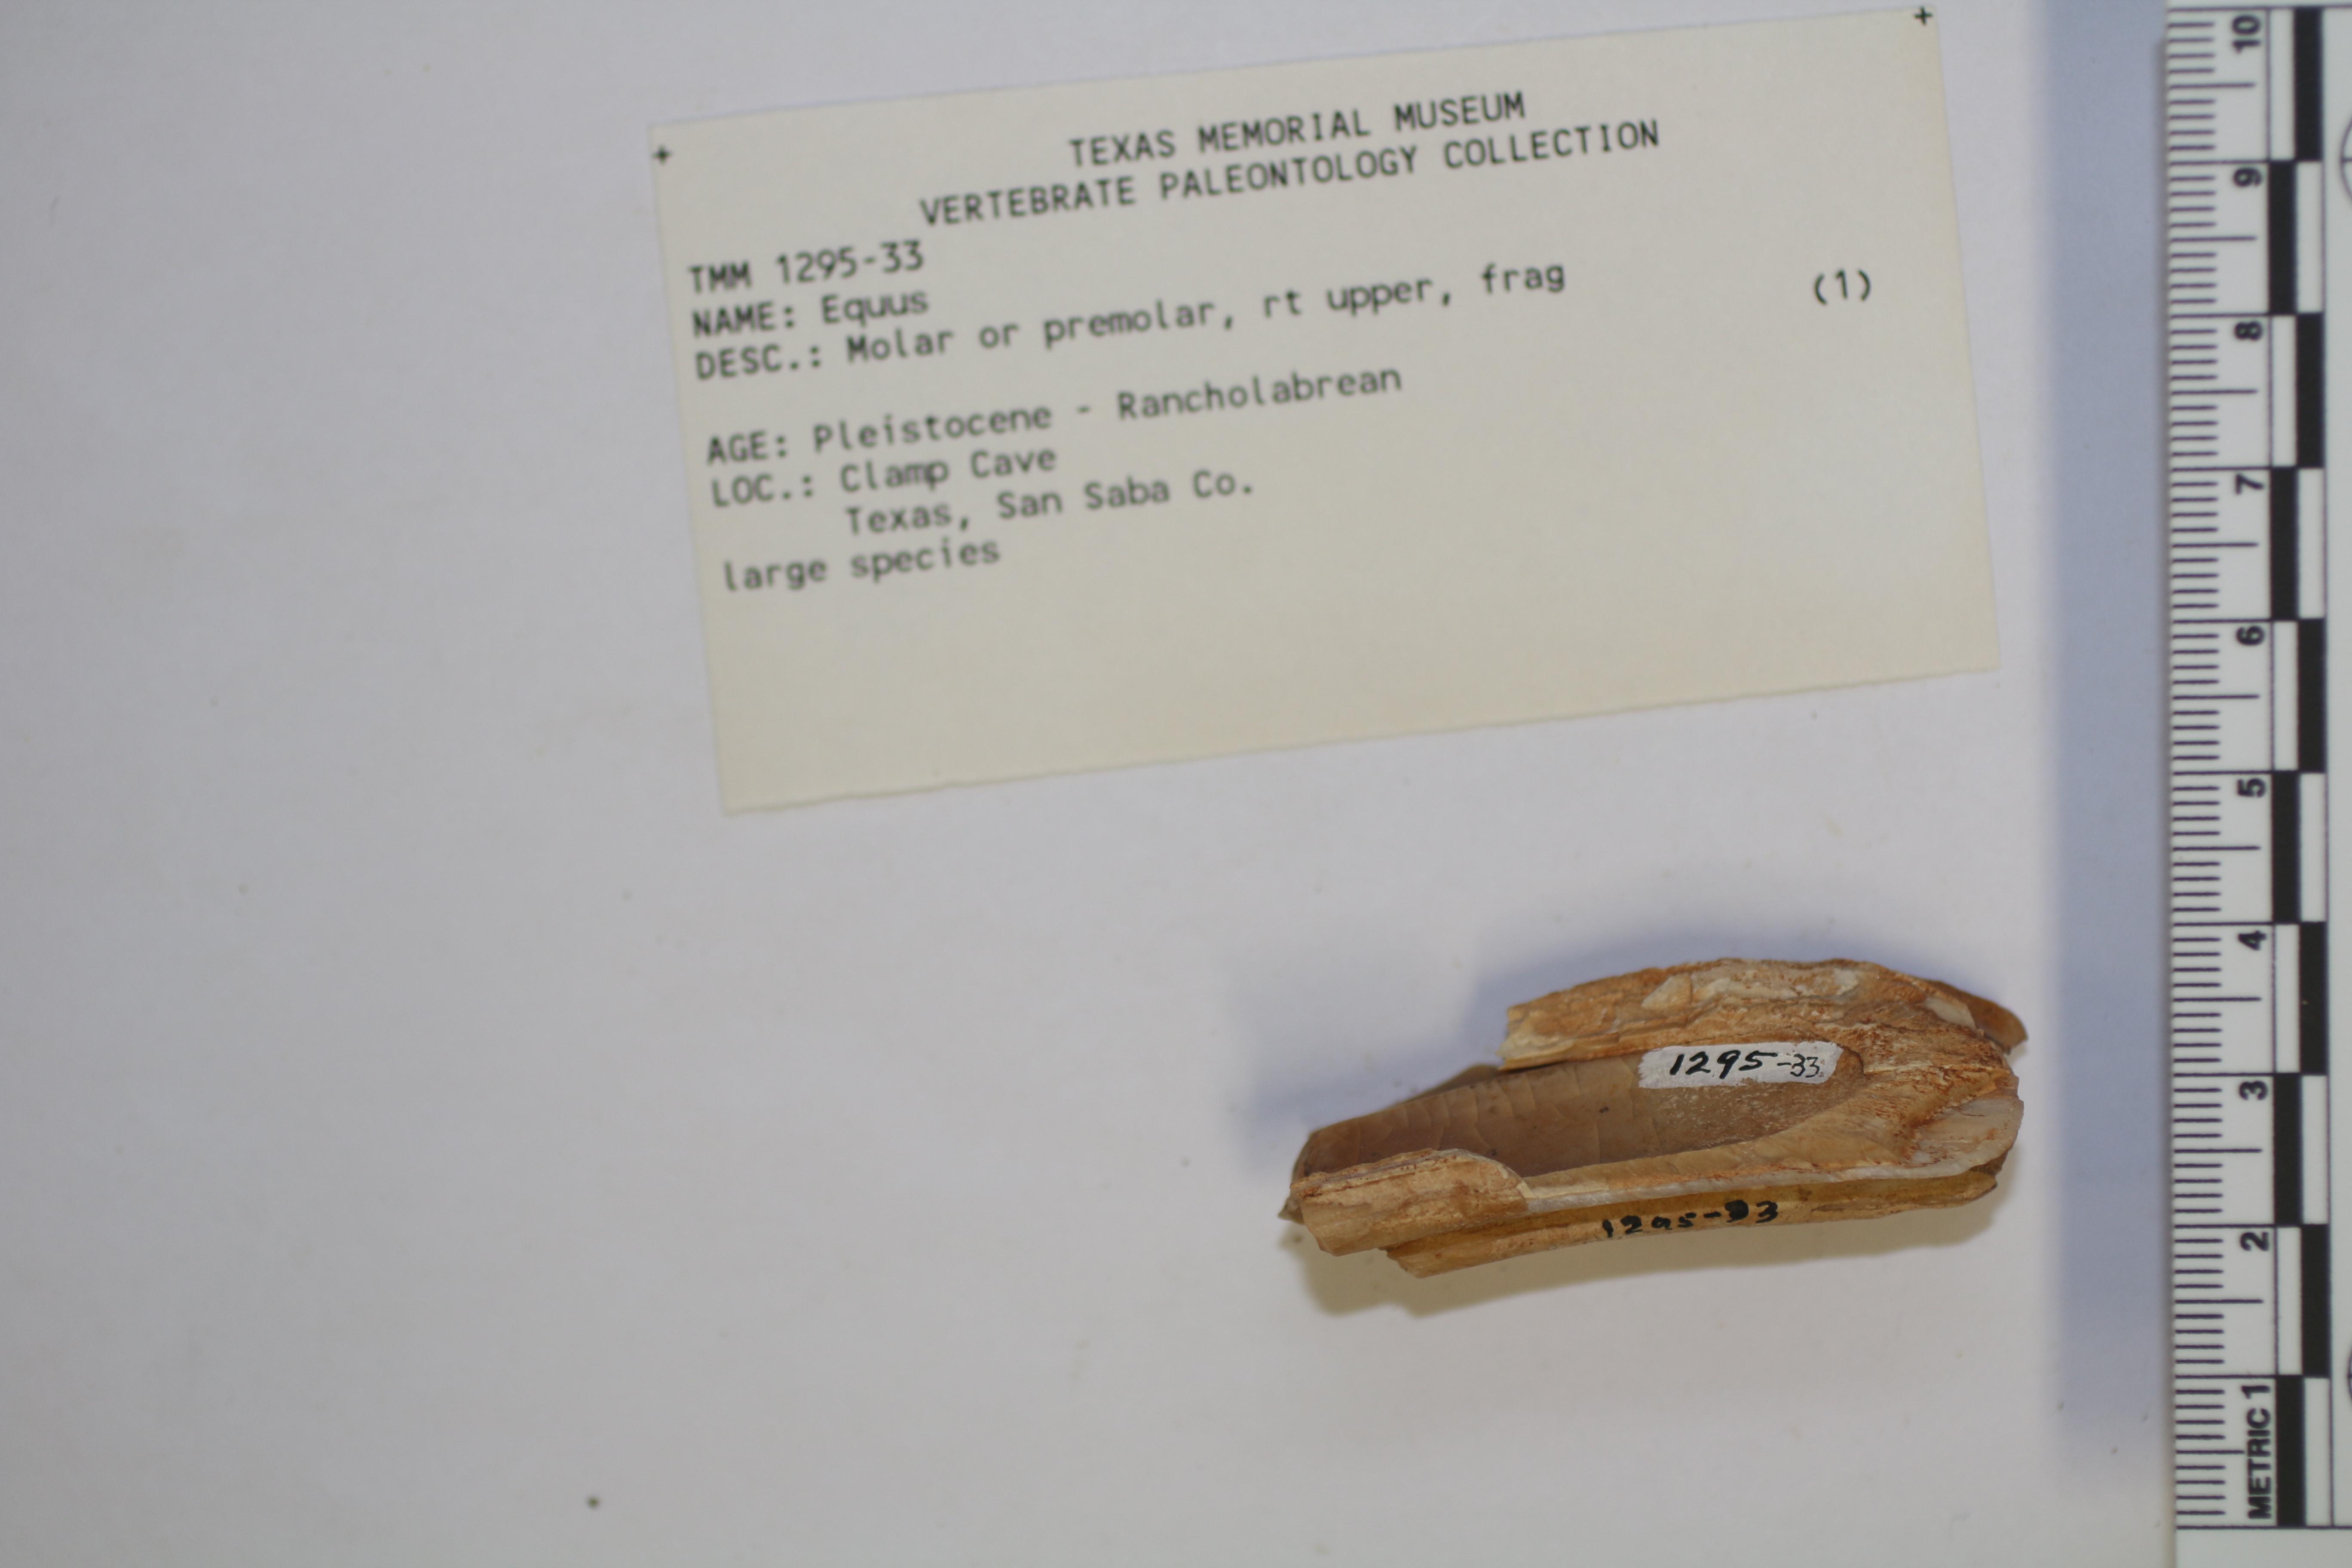 TEXAS MEMORIAL MUSEUM
VERTEBRATE PALEONTOLOGY COLLECTION
TMM 1295-33
NAME: Equus
DESC.: Molar or premolar, rt upper, frag (1)
AGE: Pleistocene - Rancholabrean
LOC.: Clamp Cave
Texas, San Saba Co.
large species
1295-33
1295-33
METRIC 1 2 3 4 5 6 7 8 9 10